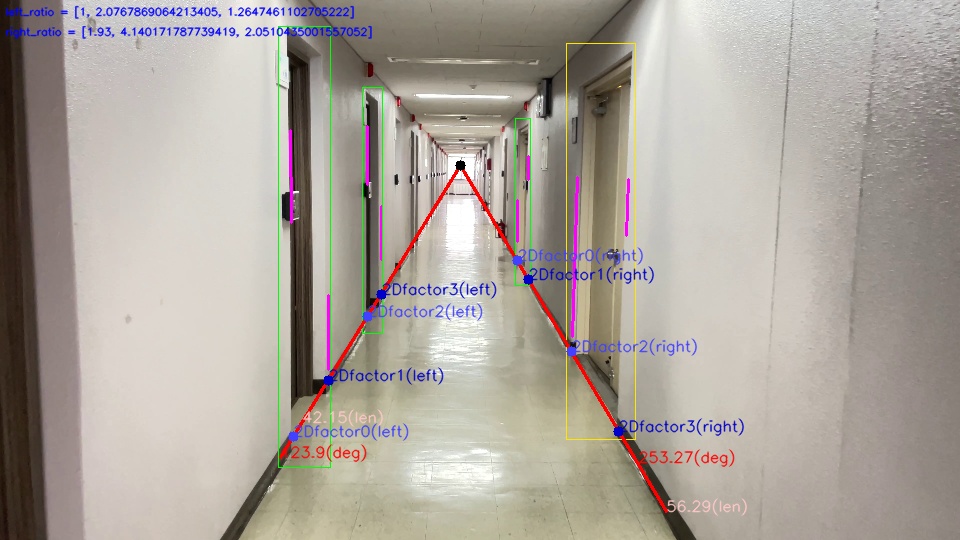 left_ratio = [1, 2.0767869064213405, 1.2647461102705222]
right_ratio = [1.93, 4.140171787739419, 2.0510435001557052]
2Dfactor0(right)
2Dfactor1(right)
2Dfactor3(left)
2Dfactor2(left)
2Dfactor2(right)
2Dfactor1(left)
42.15(len)
2Dfactor0(left)
2Dfactor3(right)
23.9(deg)
253.27(deg)
56.29(len)